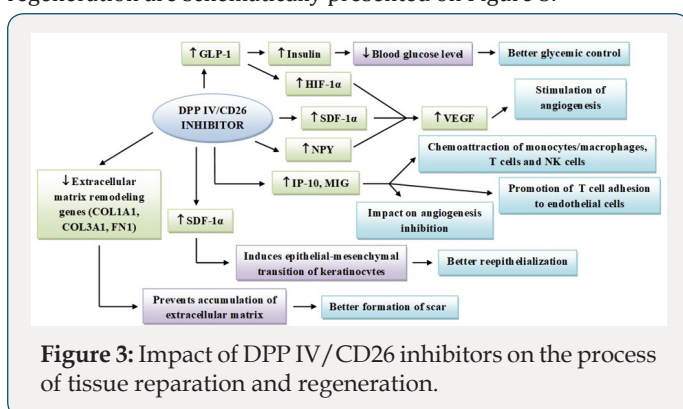 regeneration are schematically presented on Figure 3.
↑ GLP-1
↑ Insulin
↓ Blood glucose level
Better glycemic control
↑ HIF-1α
Stimulation of
angiogenesis
DPP IV/CD26
INHIBITOR
↑ SDF-1α
↑ VEGF
↑ NPY
Chemoattraction of monocytes/macrophages,
T cells and NK cells
↓ Extracellular
matrix remodeling
genes (COL1A1,
COL3A1, FN1)
↑ IP-10, MIG
Promotion of T cell adhesion
to endothelial cells
↑ SDF-1α
Impact on angiogenesis
inhibition
Induces epithelial-mesenchymal
transition of keratinocytes
Better reepithelialization
Prevents accumulation of
extracellular matrix
Better formation of scar
Figure 3: Impact of DPP IV/CD26 inhibitors on the process
of tissue reparation and regeneration.